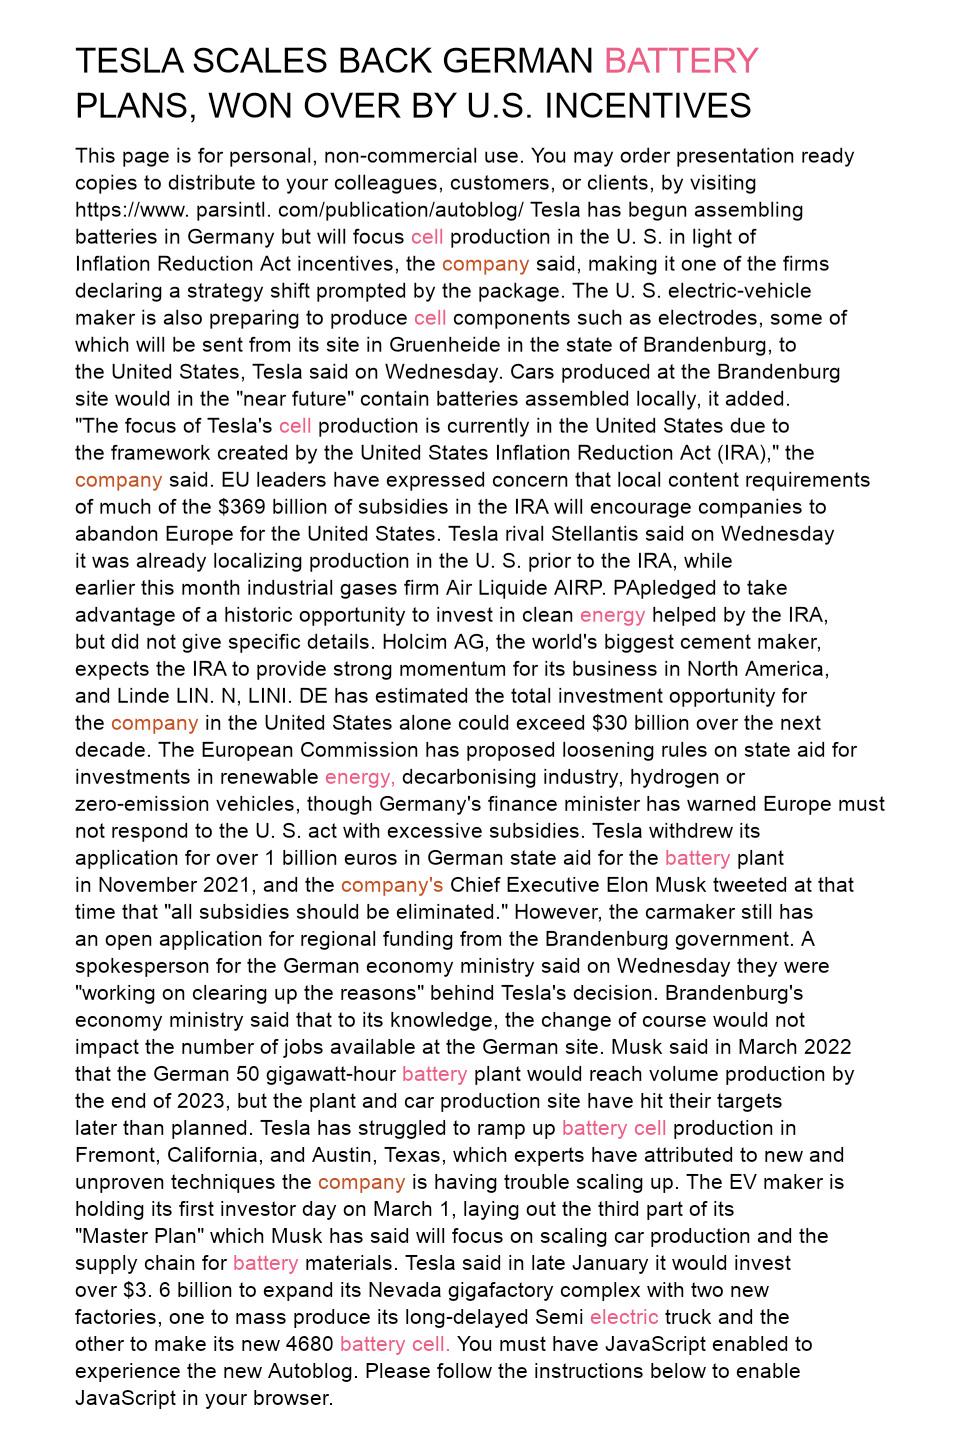 TESLA SCALES BACK GERMAN BATTERY
PLANS, WON OVER BY U.S. INCENTIVES
This page is for personal, non-commercial use. You may order presentation ready
copies to distribute to your colleagues, customers, or clients, by visiting
https://www. parsintl. com/publication/autoblog/ Tesla has begun assembling
batteries in Germany but will focus cell production in the U. S. in light of
Inflation Reduction Act incentives, the company said, making it one of the firms
declaring a strategy shift prompted by the package. The U. S. electric-vehicle
maker is also preparing to produce cell components such as electrodes, some of
which will be sent from its site in Gruenheide in the state of Brandenburg, to
the United States, Tesla said on Wednesday. Cars produced at the Brandenburg
site would in the "near future" contain batteries assembled locally, it added.
"The focus of Tesla's cell production is currently in the United States due to
the framework created by the United States Inflation Reduction Act (IRA)," the
company said. EU leaders have expressed concern that local content requirements
of much of the $369 billion of subsidies in the IRA will encourage companies to
abandon Europe for the United States. Tesla rival Stellantis said on Wednesday
it was already localizing production in the U. S. prior to the IRA, while
earlier this month industrial gases firm Air Liquide AIRP. PApledged to take
advantage of a historic opportunity to invest in clean energy helped by the IRA,
but did not give specific details. Holcim AG, the world's biggest cement maker,
expects the IRA to provide strong momentum for its business in North America,
and Linde LIN. N, LINI. DE has estimated the total investment opportunity for
the company in the United States alone could exceed $30 billion over the next
decade. The European Commission has proposed loosening rules on state aid for
investments in renewable energy, decarbonising industry, hydrogen or
zero-emission vehicles, though Germany's finance minister has warned Europe must
not respond to the U. S. act with excessive subsidies. Tesla withdrew its
application for over 1 billion euros in German state aid for the battery plant
in November 2021, and the company's Chief Executive Elon Musk tweeted at that
time that "all subsidies should be eliminated." However, the carmaker still has
an open application for regional funding from the Brandenburg government. A
spokesperson for the German economy ministry said on Wednesday they were
"working on clearing up the reasons" behind Tesla's decision. Brandenburg's
economy ministry said that to its knowledge, the change of course would not
impact the number of jobs available at the German site. Musk said in March 2022
that the German 50 gigawatt-hour battery plant would reach volume production by
the end of 2023, but the plant and car production site have hit their targets
later than planned. Tesla has struggled to ramp up battery cell production in
Fremont, California, and Austin, Texas, which experts have attributed to new and
unproven techniques the company is having trouble scaling up. The EV maker is
holding its first investor day on March 1, laying out the third part of its
"Master Plan" which Musk has said will focus on scaling car production and the
supply chain for battery materials. Tesla said in late January it would invest
over $3. 6 billion to expand its Nevada gigafactory complex with two new
factories, one to mass produce its long-delayed Semi electric truck and the
other to make its new 4680 battery cell. You must have JavaScript enabled to
experience the new Autoblog. Please follow the instructions below to enable
JavaScript in your browser.